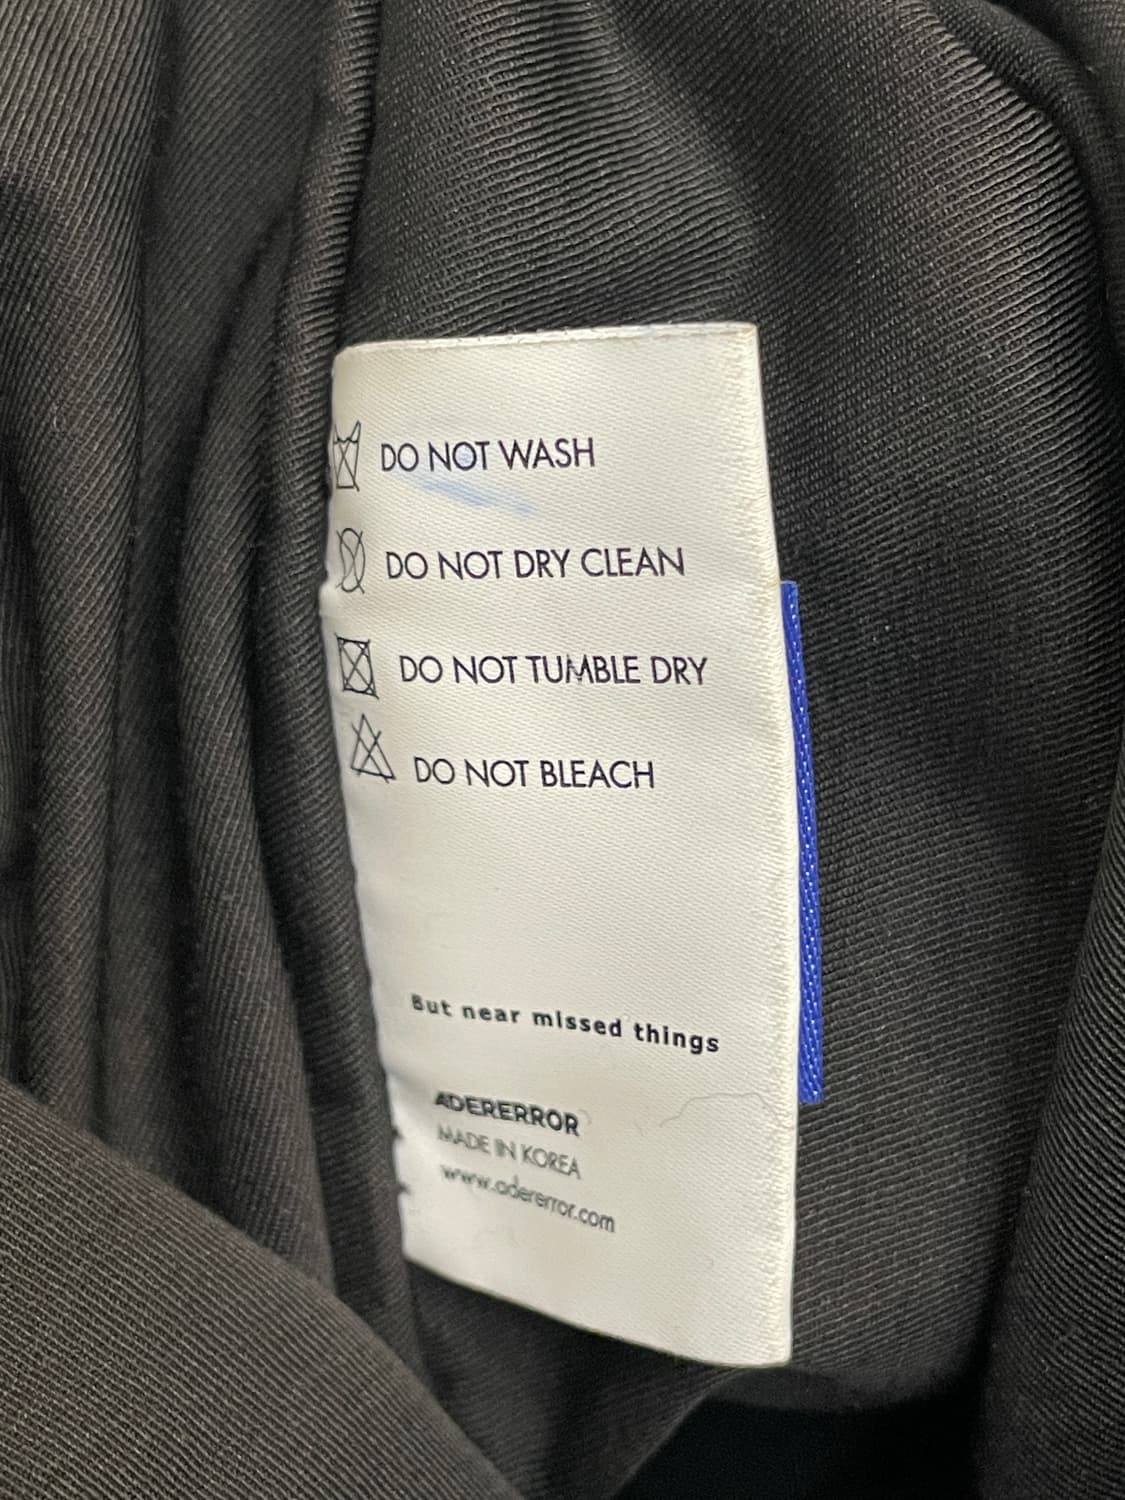 DO NOT WASH
DO NOT DRY CLEAN
DO NOT TUMBLE DRY
DO NOT BLEACH
But near missed things
ADERERROR
MADE IN KOREA
www.adererror.com